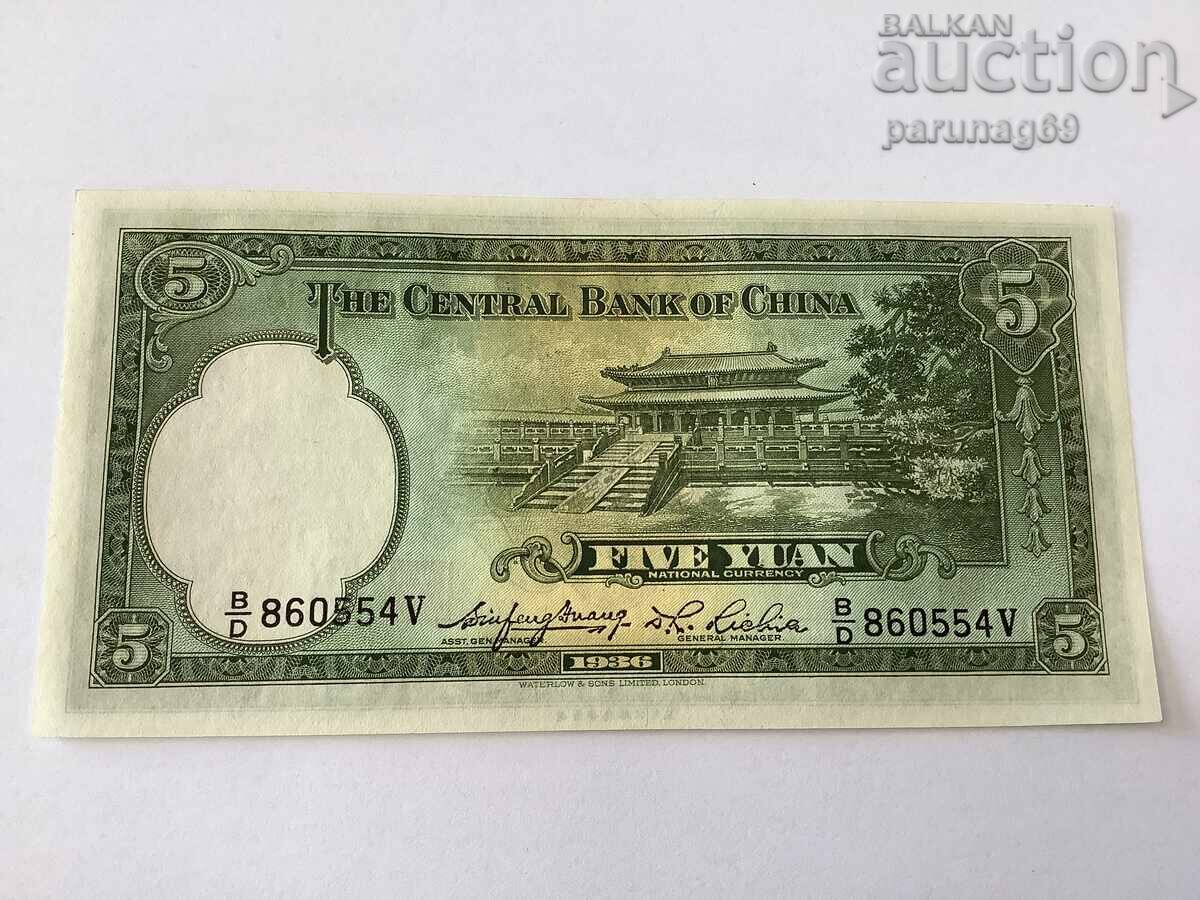 BALKAN
auction
parunag69
5 5
THE CENTRAL BANK OF CHINA
FIVE YUAN
NATIONAL CURRENCY
B/D 860554V B/D 860554V
ASST. GEN. MANAGER. GENERAL MANAGER.
5 1936 5
WATERLOW & SONS LIMITED, LONDON.